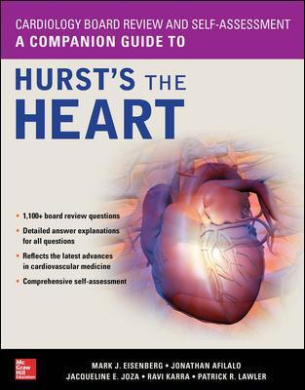 CARDIOLOGY BOARD REVIEW AND SELF-ASSESSMENT
A COMPANION GUIDE TO
HURST'S THE
HEART
• 1,100+ board review questions
• Detailed answer explanations
for all questions
• Reflects the latest advances
in cardiovascular medicine
• Comprehensive self-assessment
Mc
Graw
Hill
Education
MARK J. EISENBERG • JONATHAN AFILALO
JACQUELINE E. JOZA • RAVI KARRA • PATRICK R. LAWLER